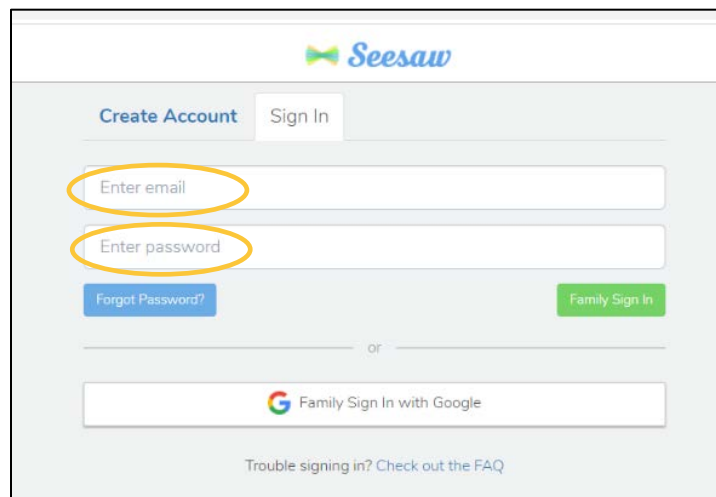 Seesaw
Create Account Sign In
Enter email
Enter password
Forgot Password? Family Sign In
or
Family Sign In with Google
Trouble signing in? Check out the FAQ